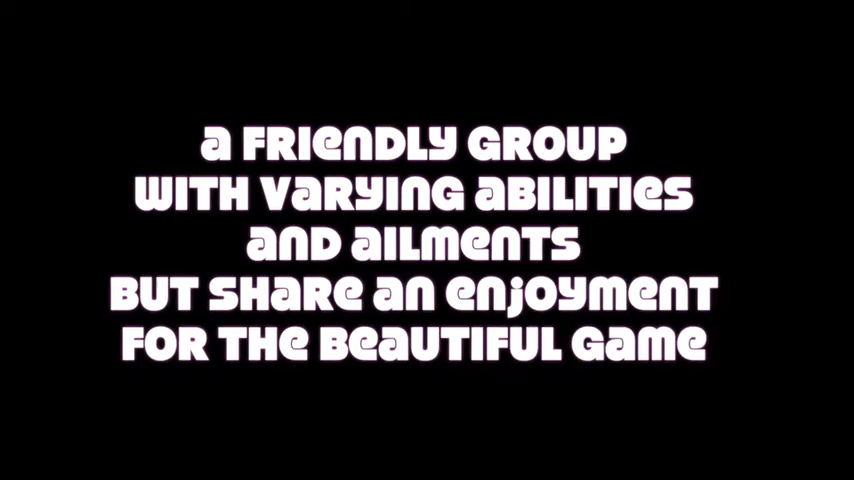 a FRIeNDLY GROUP
WITH VaRYING aBILITIeS
aND aILMeNTS
BUT SHaRe aN eNJOYMeNT
FOR THe BeaUTIFUL GaMe